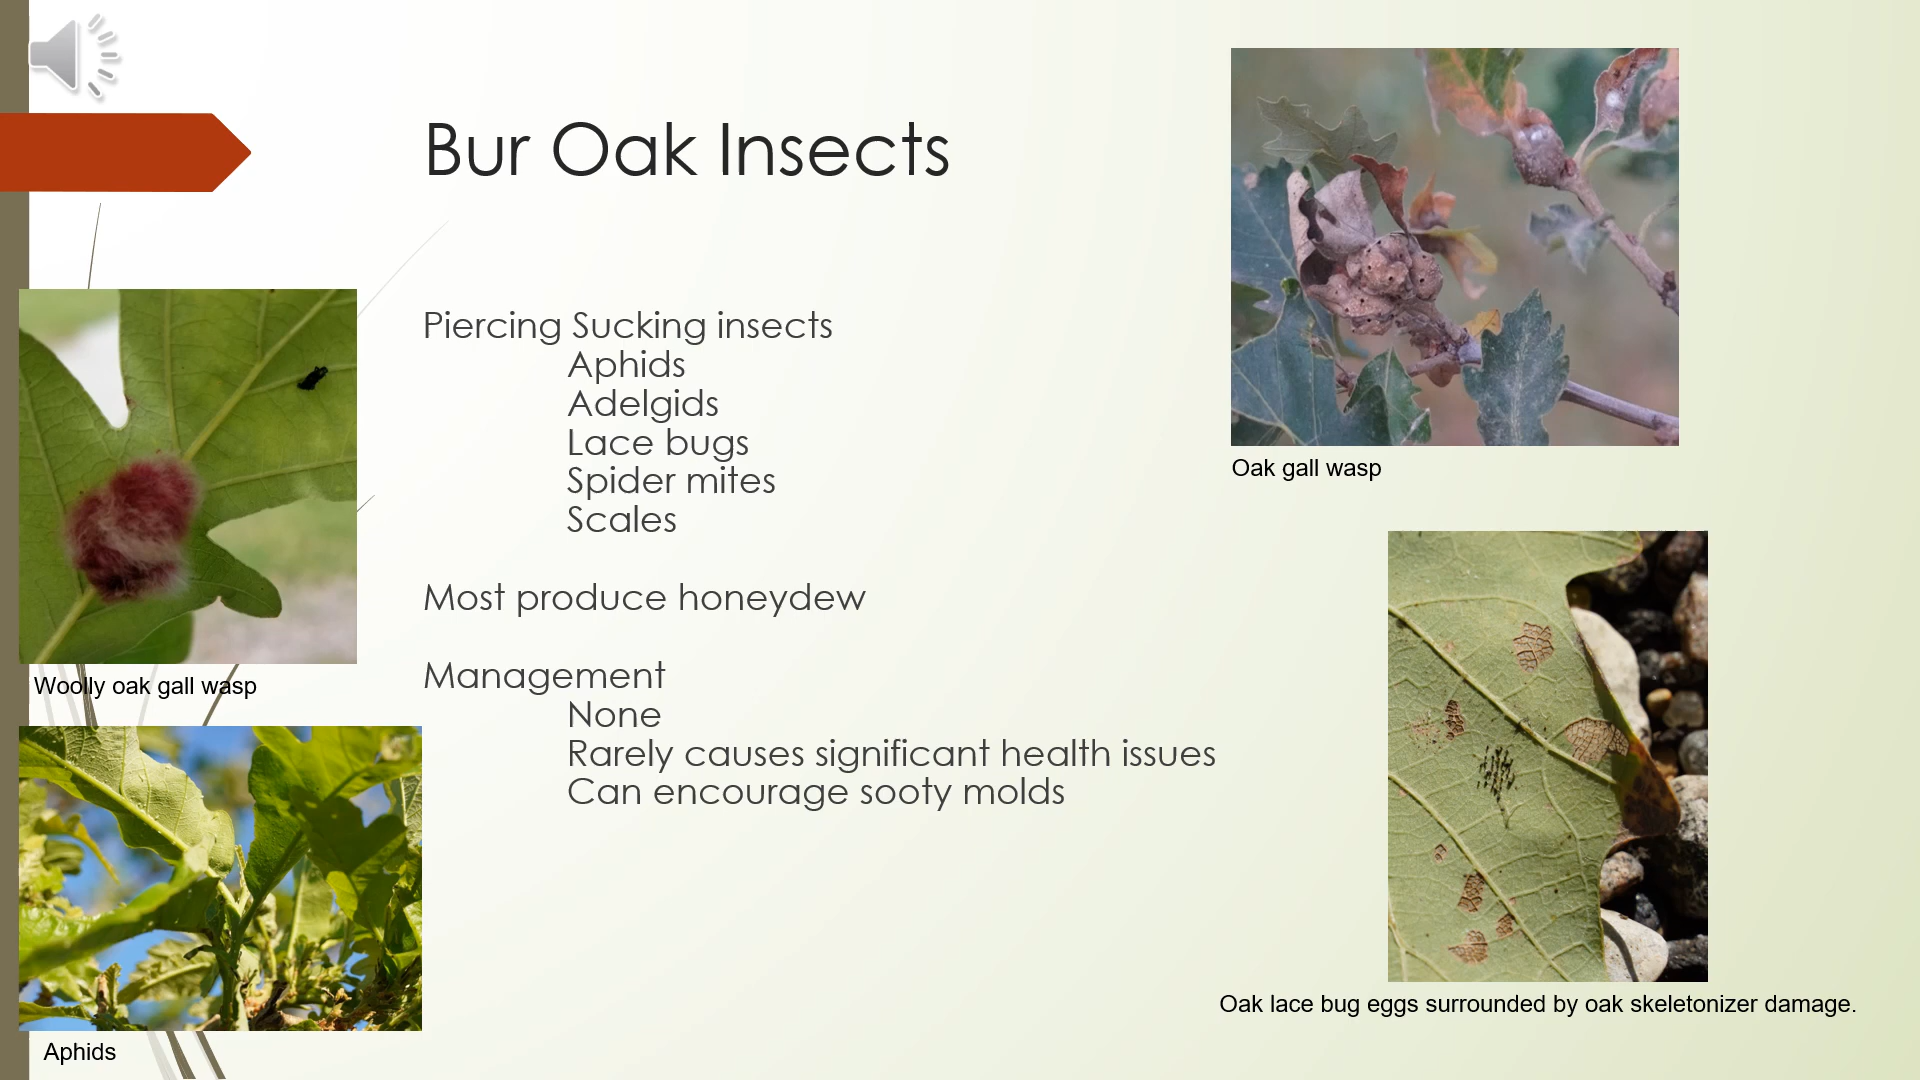 Bur Oak Insects
Piercing Sucking insects
Aphids
Adelgids
Lace bugs
Spider mites
Scales
Most produce honeydew
Management
None
Rarely causes significant health issues
Can encourage sooty molds
Woolly oak gall wasp
Aphids
Oak gall wasp
Oak lace bug eggs surrounded by oak skeletonizer damage.